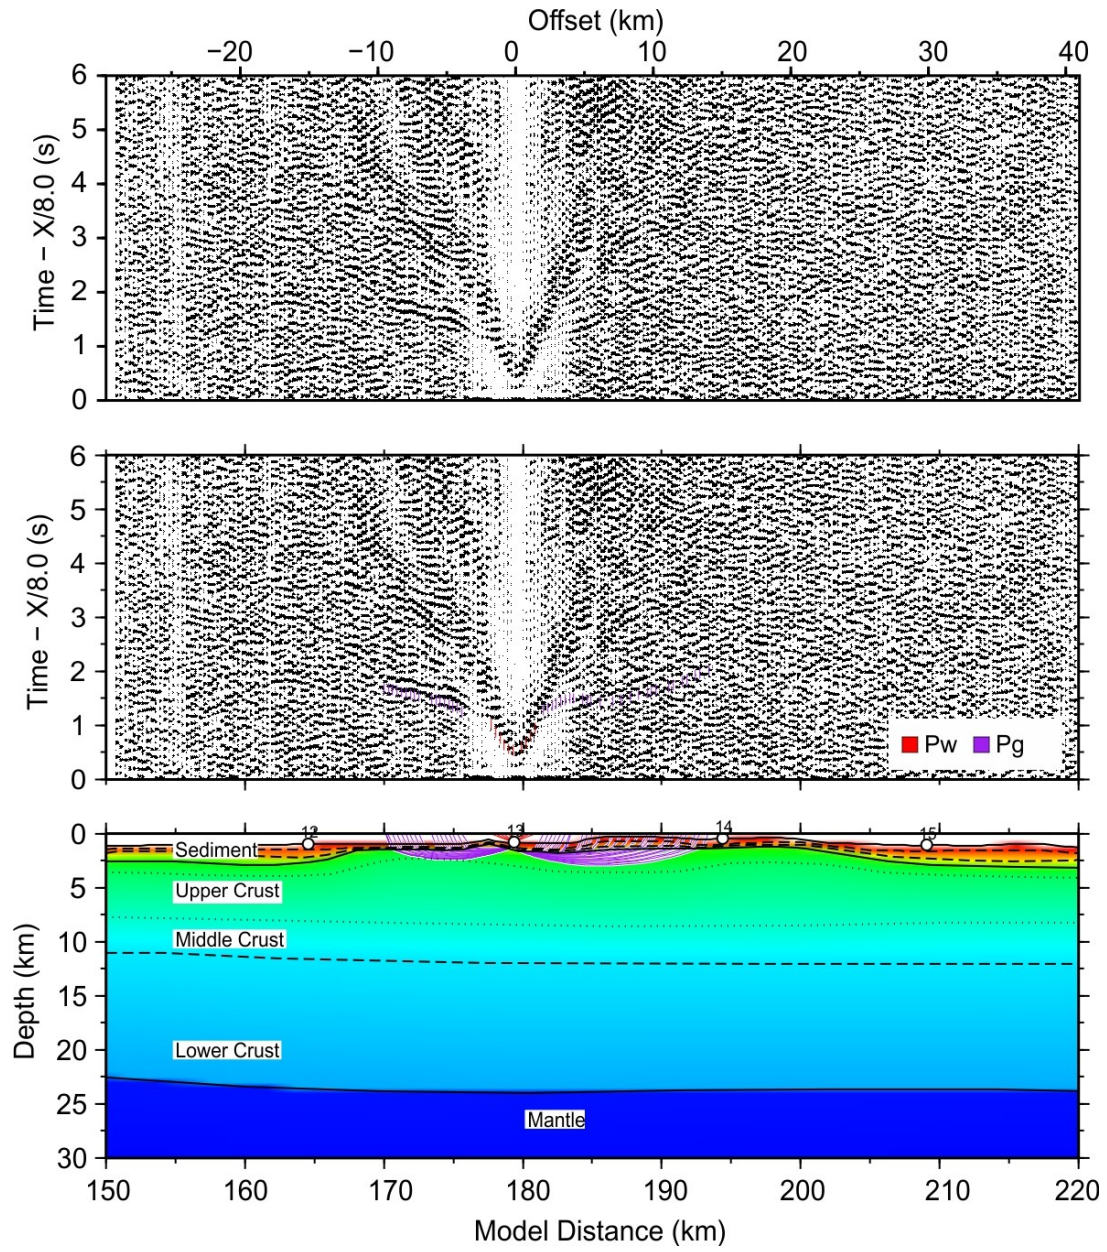 Offset (km)
−20 −10 0 10 20 30 40
6
5
4
3
2
1
0
Time − X/8.0 (s)
6
5
4
3
2
1
0
Time − X/8.0 (s)
Pw Pg
0
5
10
15
20
25
30
Depth (km)
12 13 14 15
Sediment
Upper Crust
Middle Crust
Lower Crust
Mantle
150 160 170 180 190 200 210 220
Model Distance (km)